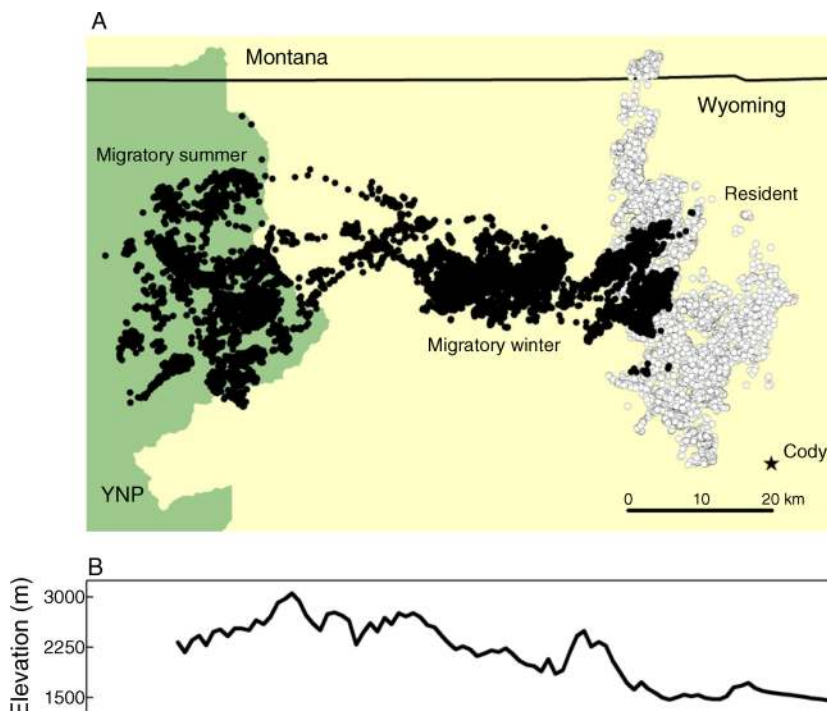 A
Montana
Wyoming
Migratory summer
Resident
Migratory winter
Cody
YNP
0 10 20 km
B
Elevation (m)
3000
2250
1500